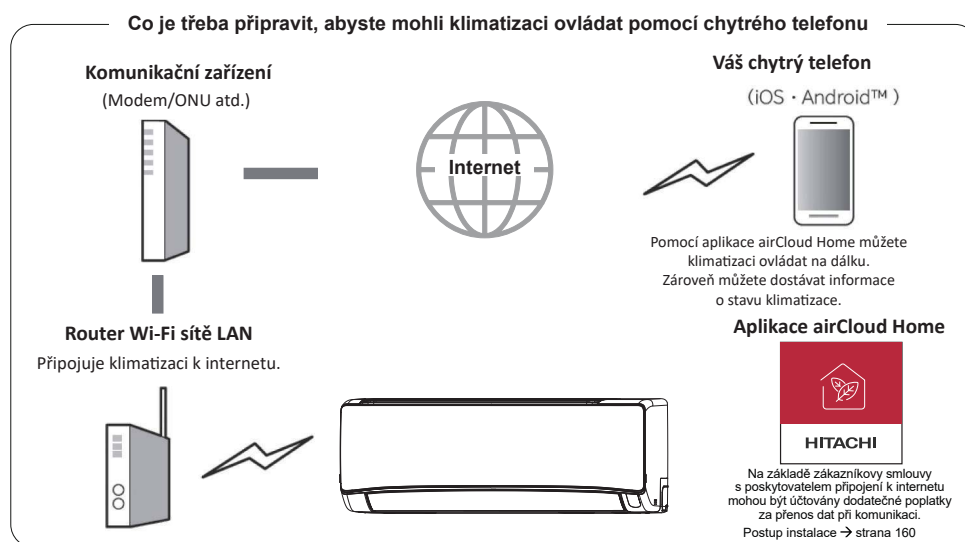 Co je třeba připravit, abyste mohli klimatizaci ovládat pomocí chytrého telefonu
Komunikační zařízení
(Modem/ONU atd.)
Internet
Váš chytrý telefon
(iOS・Android™)
Pomocí aplikace airCloud Home můžete
klimatizaci ovládat na dálku.
Zároveň můžete dostávat informace
o stavu klimatizace.
Router Wi-Fi sítě LAN
Připojuje klimatizaci k internetu.
Aplikace airCloud Home
HITACHI
Na základě zákazníkovy smlouvy
s poskytovatelem připojení k internetu
mohou být účtovány dodatečné poplatky
za přenos dat při komunikaci.
Postup instalace → strana 160